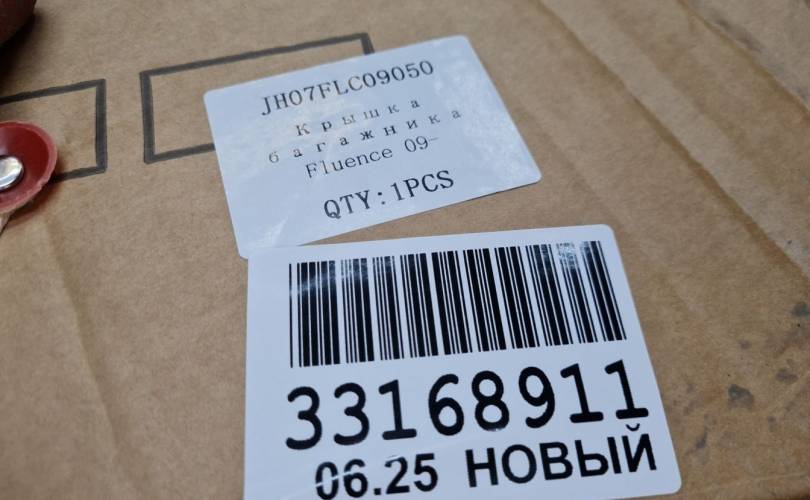 JH07FLC09050
Крышка
багажника
Fluence 09-
QTY:1PCS
33168911
06.25 НОВЫЙ